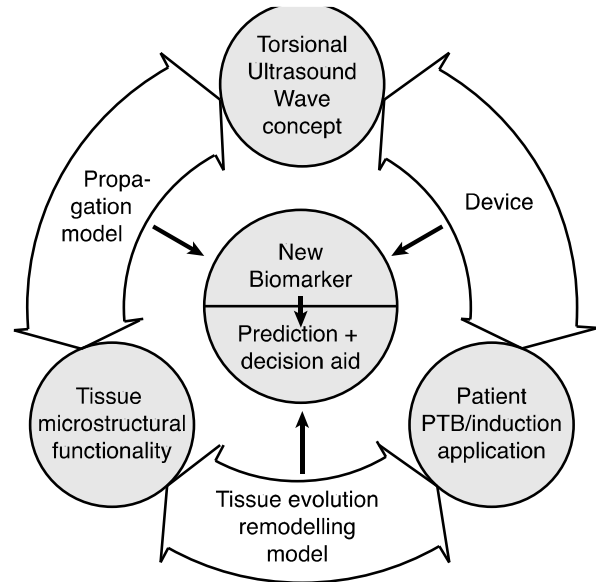 Torsional
Ultrasound
Wave
concept
Propa-
gation
model
Device
New
Biomarker
Prediction +
decision aid
Tissue
microstructural
functionality
Patient
PTB/induction
application
Tissue evolution
remodelling
model